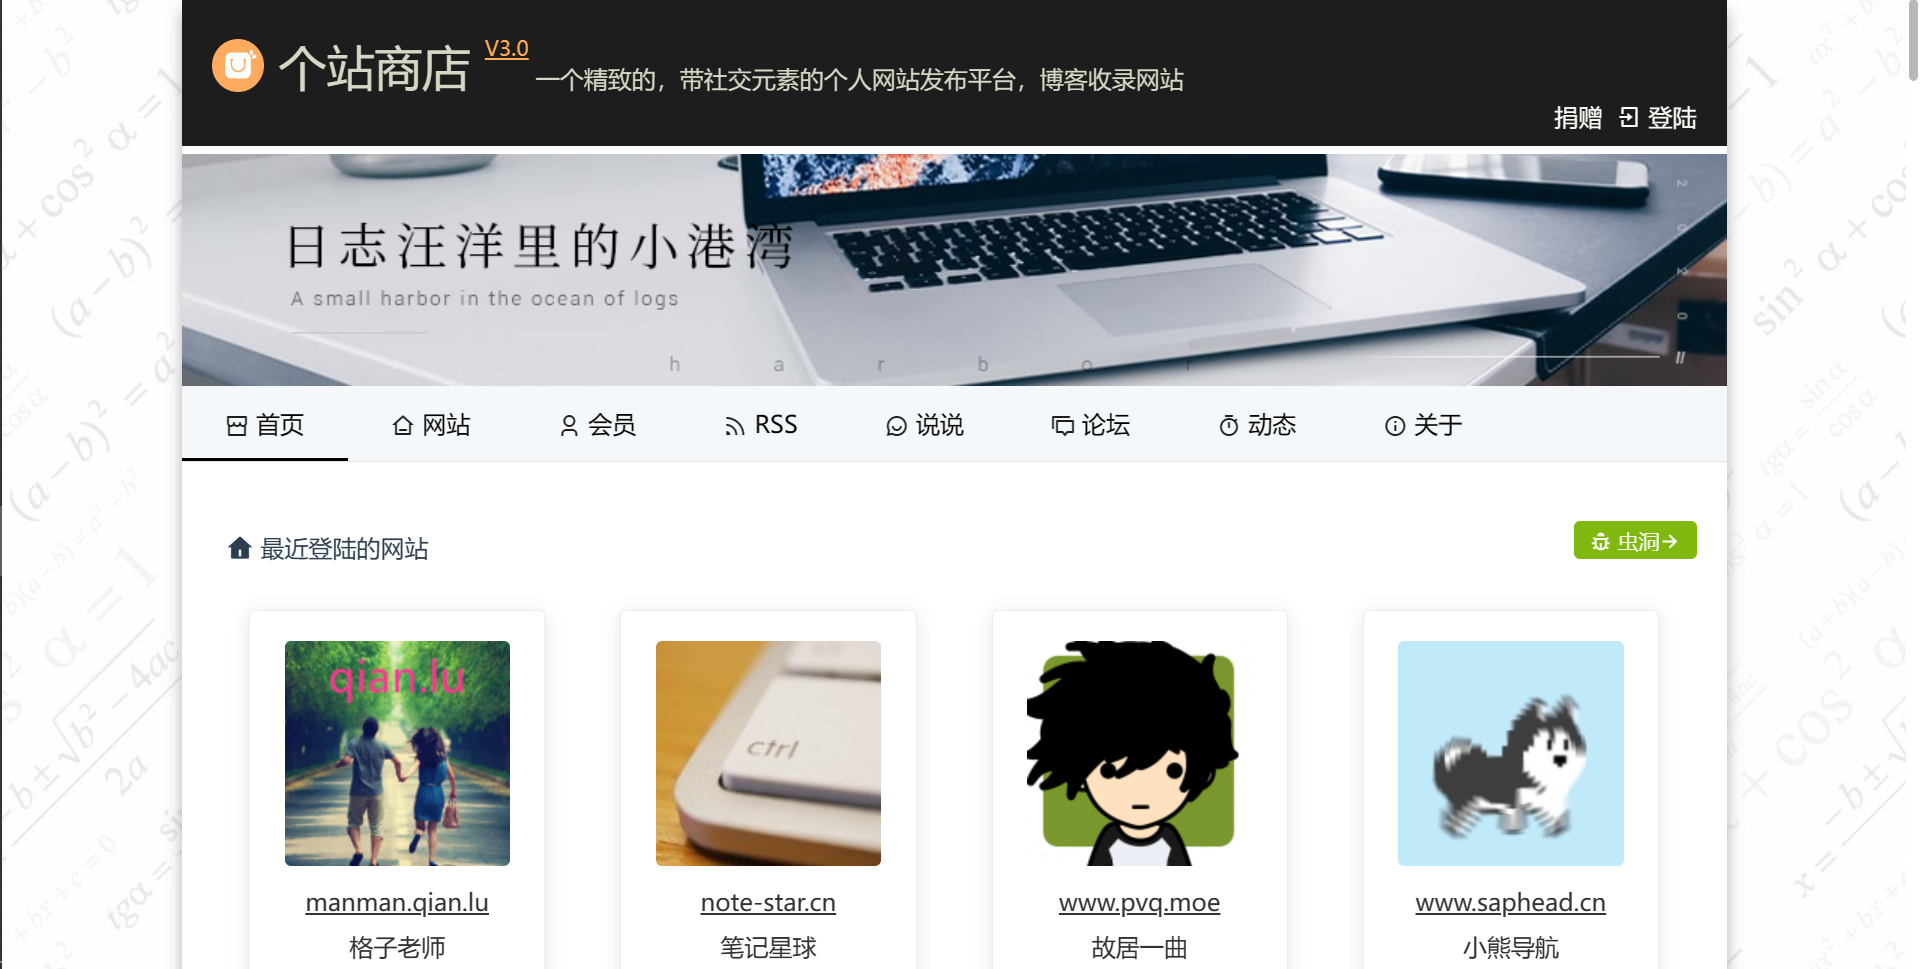 个站商店 V3.0
一个精致的，带社交元素的个人网站发布平台，博客收录网站
捐赠 登陆
日志汪洋里的小港湾
A small harbor in the ocean of logs
h a r b o r
2 0 2 0 //
首页 网站 会员 RSS 说说 论坛 动态 关于
最近登陆的网站
虫洞
qian.lu
ctrl
manman.qian.lu
格子老师
note-star.cn
笔记星球
www.pvq.moe
故居一曲
www.saphead.cn
小熊导航